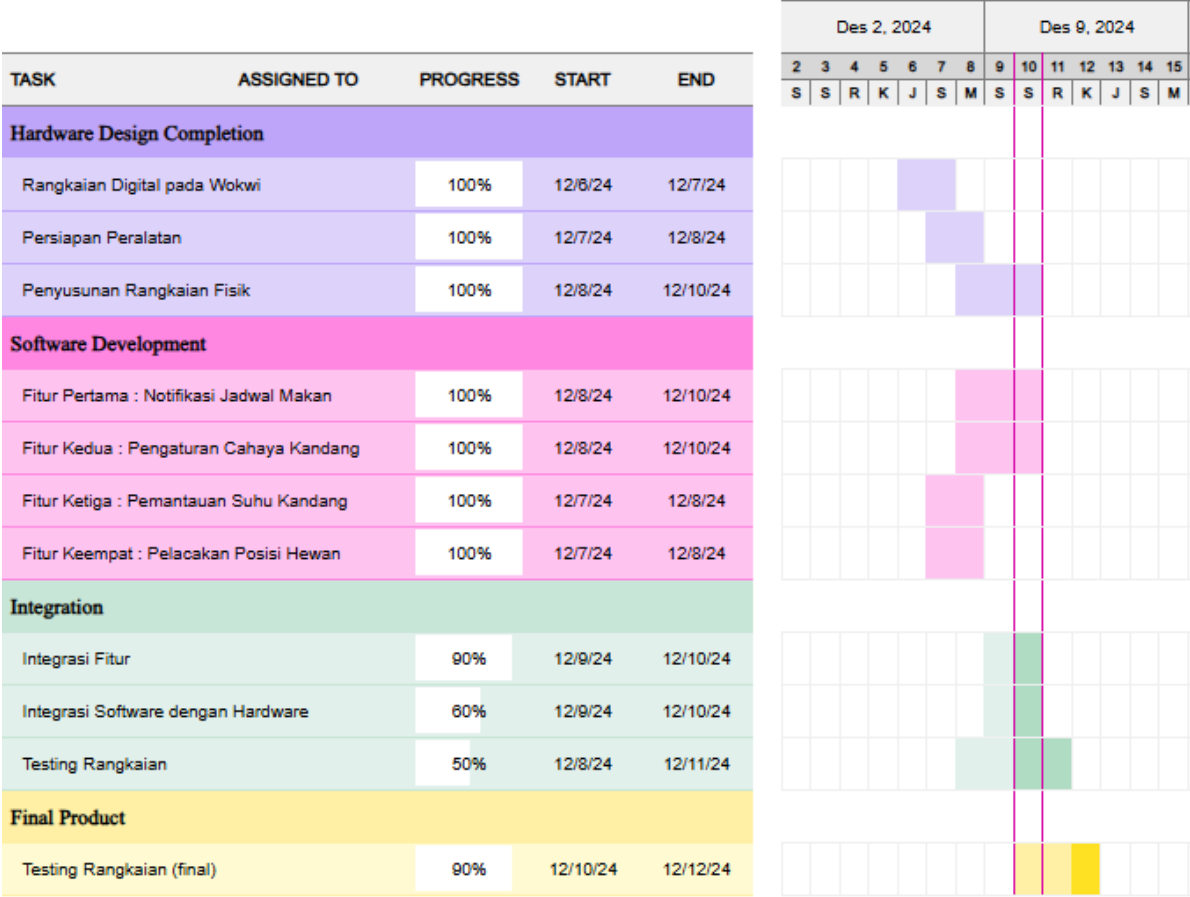 Des 2, 2024 Des 9, 2024
TASK ASSIGNED TO PROGRESS START END 2 3 4 5 6 7 8 9 10 11 12 13 14 15
S S R K J S M S S R K J S M
Hardware Design Completion
Rangkaian Digital pada Wokwi 100% 12/6/24 12/7/24
Persiapan Peralatan 100% 12/7/24 12/8/24
Penyusunan Rangkaian Fisik 100% 12/8/24 12/10/24
Software Development
Fitur Pertama : Notifikasi Jadwal Makan 100% 12/8/24 12/10/24
Fitur Kedua : Pengaturan Cahaya Kandang 100% 12/8/24 12/10/24
Fitur Ketiga : Pemantauan Suhu Kandang 100% 12/7/24 12/8/24
Fitur Keempat : Pelacakan Posisi Hewan 100% 12/7/24 12/8/24
Integration
Integrasi Fitur 90% 12/9/24 12/10/24
Integrasi Software dengan Hardware 60% 12/9/24 12/10/24
Testing Rangkaian 50% 12/8/24 12/11/24
Final Product
Testing Rangkaian (final) 90% 12/10/24 12/12/24